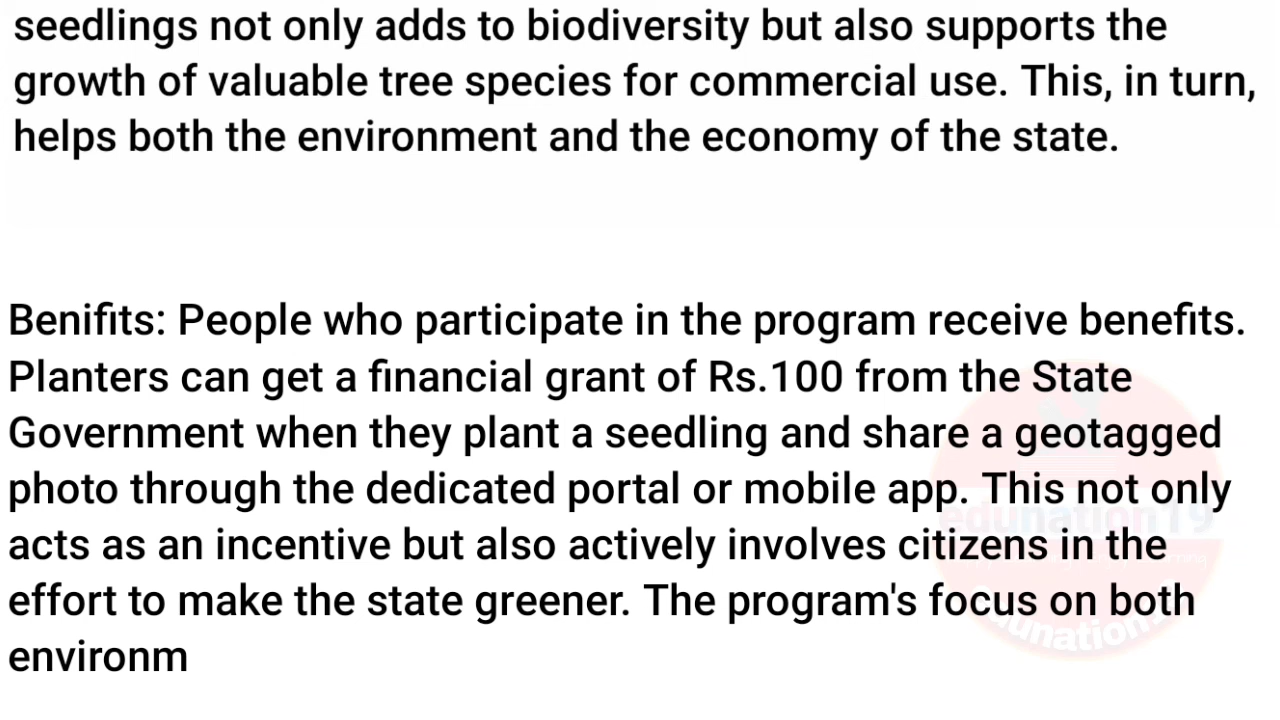 seedlings not only adds to biodiversity but also supports the
growth of valuable tree species for commercial use. This, in turn,
helps both the environment and the economy of the state.
Benifits: People who participate in the program receive benefits.
Planters can get a financial grant of Rs.100 from the State
Government when they plant a seedling and share a geotagged
photo through the dedicated portal or mobile app. This not only
acts as an incentive but also actively involves citizens in the
effort to make the state greener. The program's focus on both
environm
edunation19